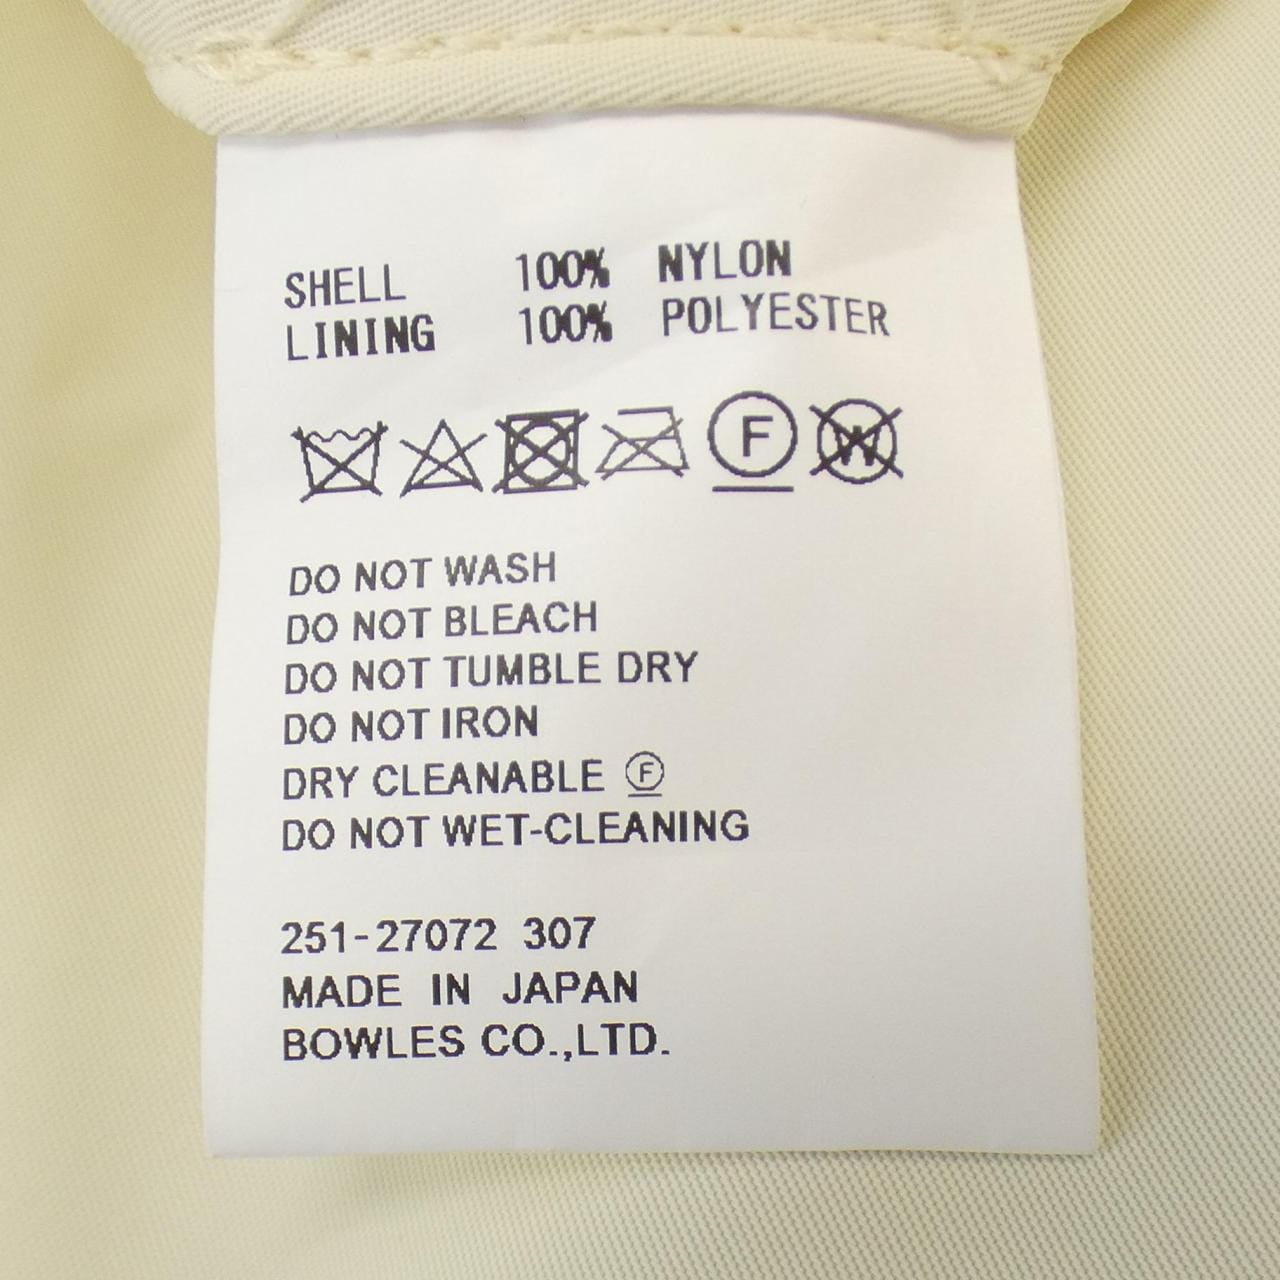 SHELL 100% NYLON
LINING 100% POLYESTER
F W
DO NOT WASH
DO NOT BLEACH
DO NOT TUMBLE DRY
DO NOT IRON
DRY CLEANABLE F
DO NOT WET-CLEANING
251-27072 307
MADE IN JAPAN
BOWLES CO.,LTD.